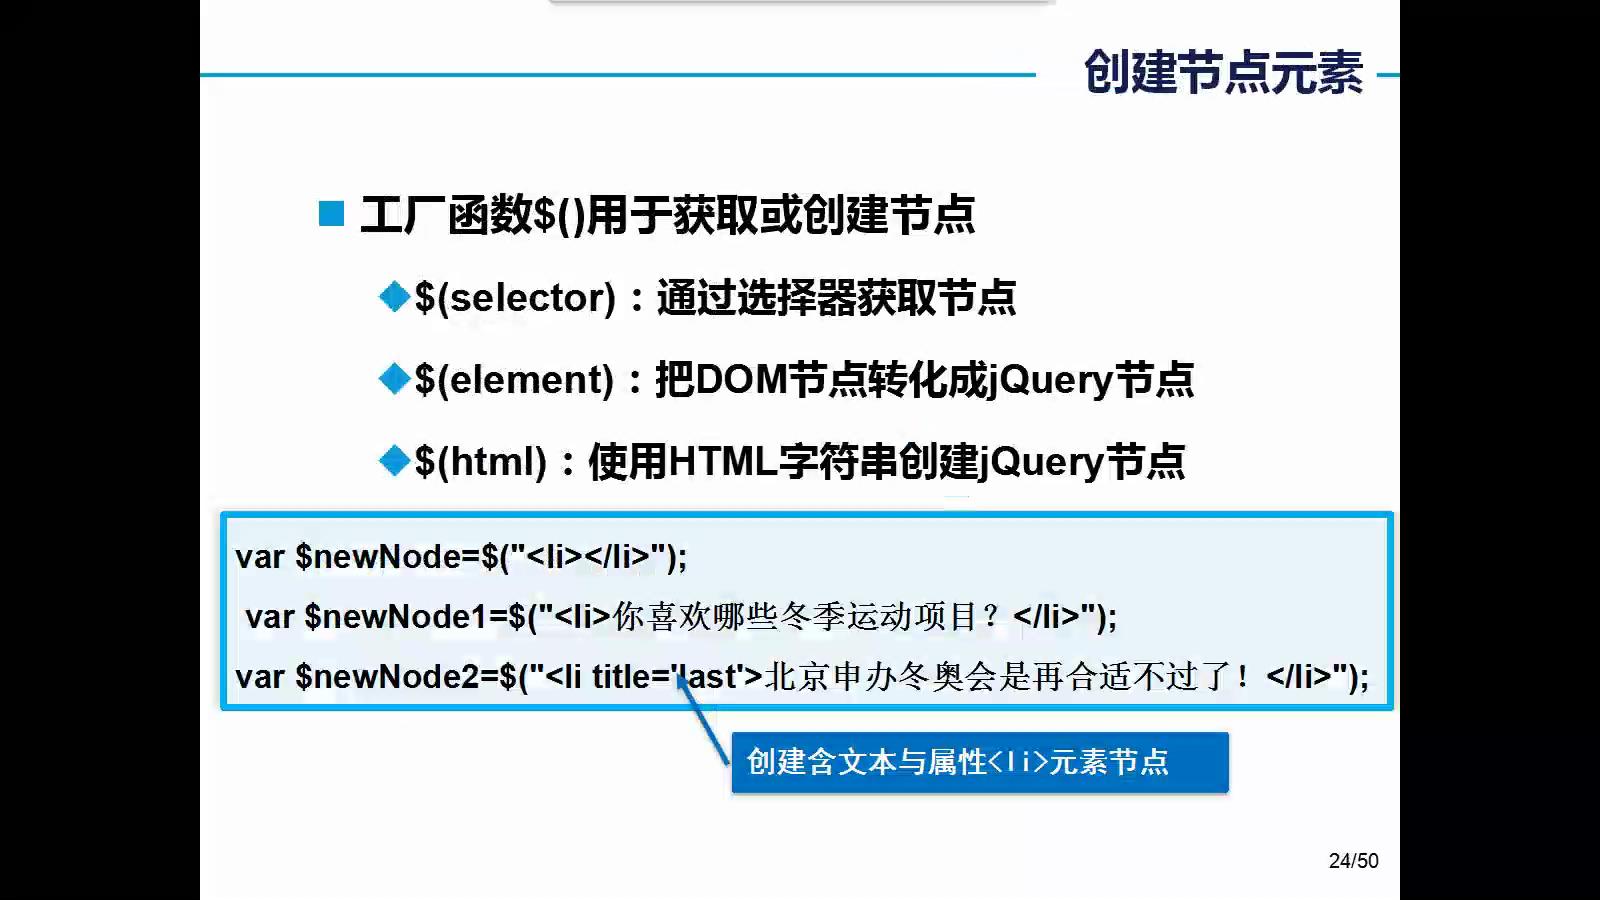 创建节点元素
工厂函数$()用于获取或创建节点
$(selector)：通过选择器获取节点
$(element)：把DOM节点转化成jQuery节点
$(html)：使用HTML字符串创建jQuery节点
var $newNode=$("<li></li>");
var $newNode1=$("<li>你喜欢哪些冬季运动项目？</li>");
var $newNode2=$("<li title='last'>北京申办冬奥会是再合适不过了！</li>");
创建含文本与属性<li>元素节点
24/50